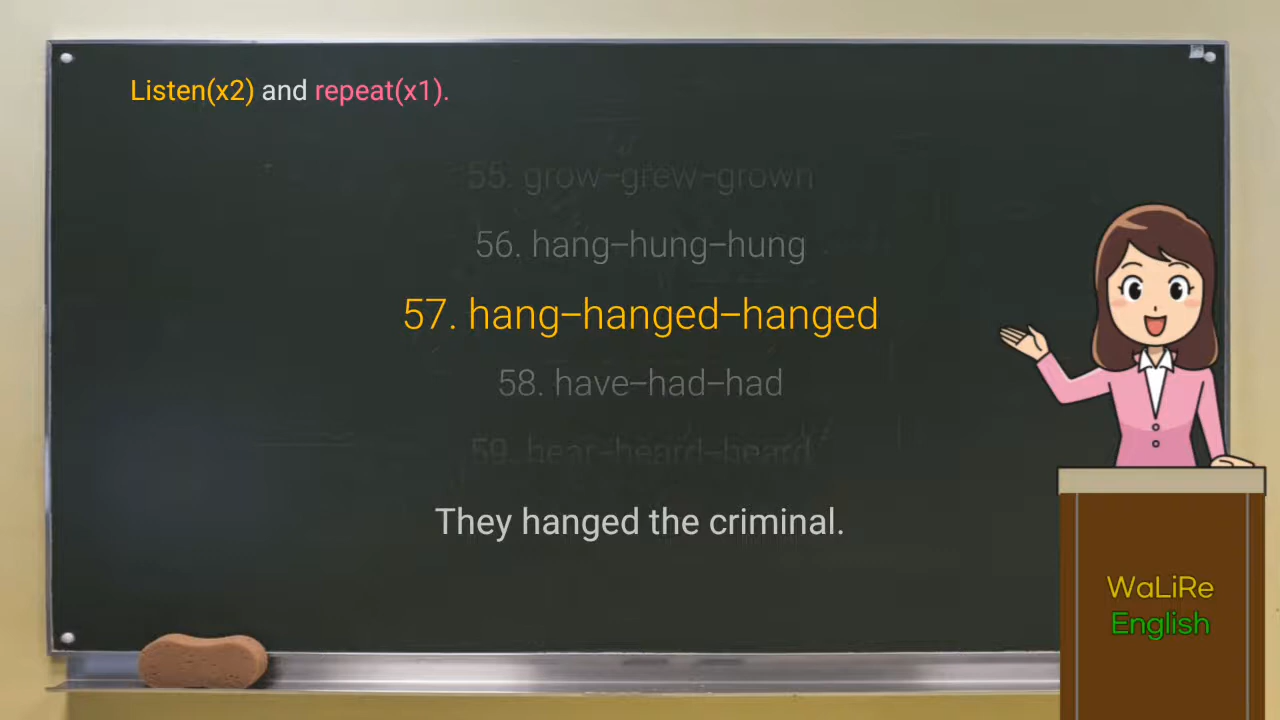 Listen(x2) and repeat(x1).
55. grow–grew–grown
56. hang–hung–hung
57. hang–hanged–hanged
58. have–had–had
59. hear–heard–heard
They hanged the criminal.
WaLiRe
English